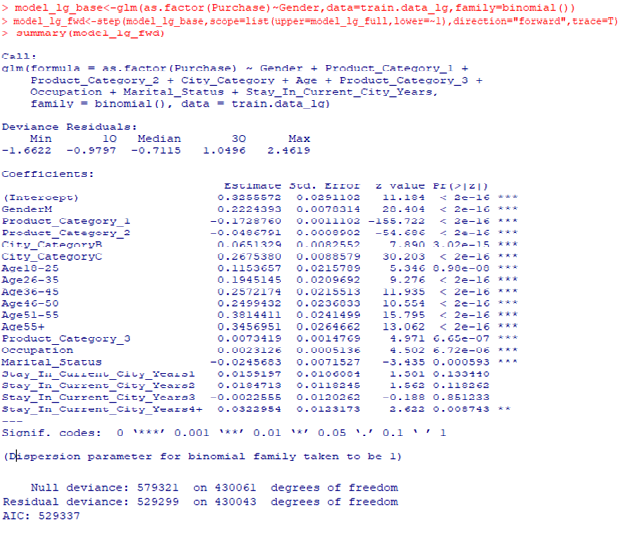 > model_lg_base<-glm(as.factor(Purchase)~Gender,data=train.data_lg,family=binomial())
> model_lg_fwd<-step(model_lg_base,scope=list(upper=model_lg_full,lower=~1),direction="forward",trace=T)
> summary(model_lg_fwd)
Call:
glm(formula = as.factor(Purchase) ~ Gender + Product_Category_1 +
Product_Category_2 + City_Category + Age + Product_Category_3 +
Occupation + Marital_Status + Stay_In_Current_City_Years,
family = binomial(), data = train.data_lg)
Deviance Residuals:
Min 1Q Median 3Q Max
-1.6622 -0.9797 -0.7115 1.0496 2.4619
Coefficients:
Estimate Std. Error z value Pr(>|z|)
(Intercept) 0.3255572 0.0291102 11.184 < 2e-16 ***
GenderM 0.2224393 0.0078314 28.404 < 2e-16 ***
Product_Category_1 -0.1728760 0.0011102 -155.722 < 2e-16 ***
Product_Category_2 -0.0486791 0.0008902 -54.686 < 2e-16 ***
City_CategoryB 0.0651329 0.0082552 7.890 3.02e-15 ***
City_CategoryC 0.2675380 0.0088579 30.203 < 2e-16 ***
Age18-25 0.1153657 0.0215789 5.346 8.98e-08 ***
Age26-35 0.1945145 0.0209692 9.276 < 2e-16 ***
Age36-45 0.2572174 0.0215513 11.935 < 2e-16 ***
Age46-50 0.2499432 0.0236833 10.554 < 2e-16 ***
Age51-55 0.3814411 0.0241499 15.795 < 2e-16 ***
Age55+ 0.3456951 0.0264662 13.062 < 2e-16 ***
Product_Category_3 0.0073419 0.0014769 4.971 6.65e-07 ***
Occupation 0.0023126 0.0005136 4.502 6.72e-06 ***
Marital_Status -0.0245683 0.0071527 -3.435 0.000593 ***
Stay_In_Current_City_Years1 0.0159197 0.0106084 1.501 0.133440
Stay_In_Current_City_Years2 0.0184713 0.0118245 1.562 0.118262
Stay_In_Current_City_Years3 -0.0022555 0.0120262 -0.188 0.851233
Stay_In_Current_City_Years4+ 0.0322954 0.0123173 2.622 0.008743 **
---
Signif. codes: 0 ‘***’ 0.001 ‘**’ 0.01 ‘*’ 0.05 ‘.’ 0.1 ‘ ’ 1
(Dispersion parameter for binomial family taken to be 1)
Null deviance: 579321 on 430061 degrees of freedom
Residual deviance: 529299 on 430043 degrees of freedom
AIC: 529337